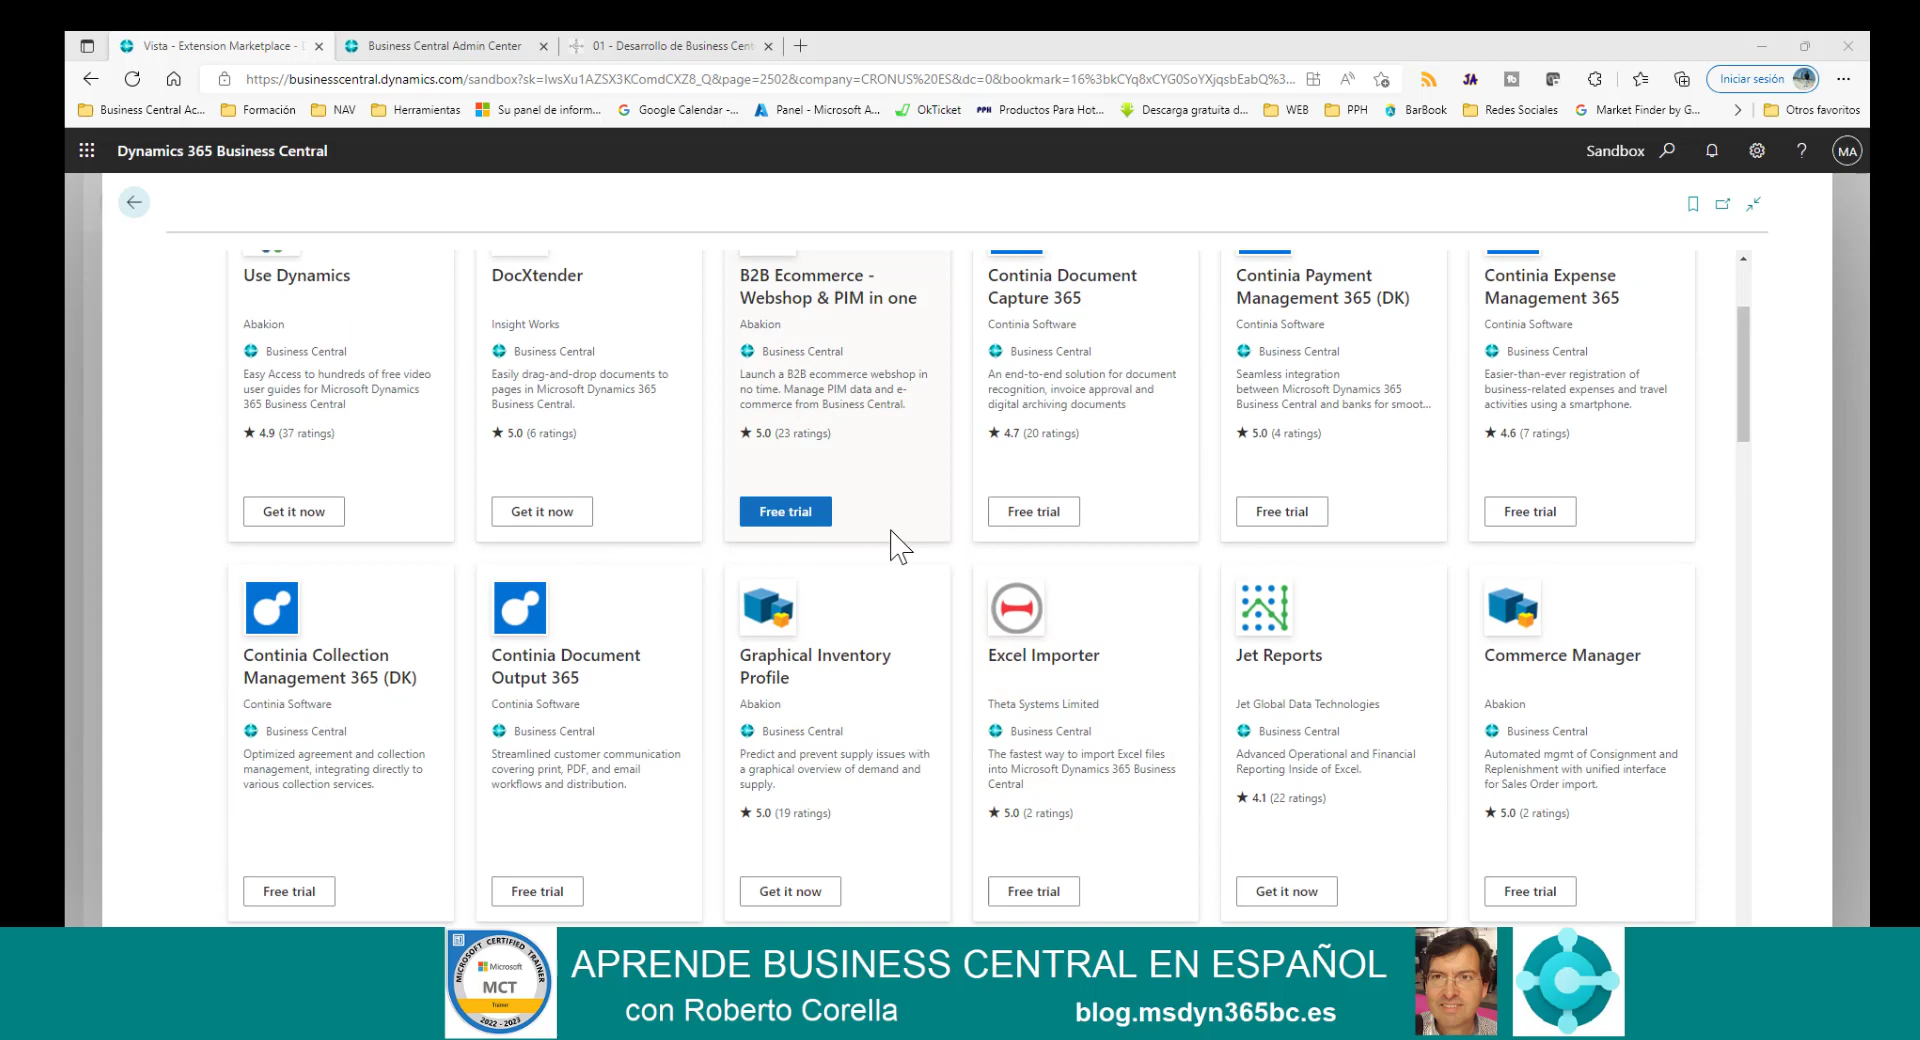 Vista - Extension Marketplace -
Business Central Admin Center
01 - Desarrollo de Business Cent
https://businesscentral.dynamics.com/sandbox?sk=IwsXu1AZSX3KComdCXZ8_Q&page=2502&company=CRONUS%20ES&dc=0&bookmark=16%3bkCYq8xCYG0SoYXjqsbEabQ%3...
Iniciar sesión
Business Central Ac...
Formación
NAV
Herramientas
Su panel de inform...
Google Calendar -...
Panel - Microsoft A...
OkTicket
PPH Productos Para Hot...
Descarga gratuita d...
WEB
PPH
BarBook
Redes Sociales
Market Finder by G...
Otros favoritos
Dynamics 365 Business Central
Sandbox
MA
Use Dynamics
Abakion
Business Central
Easy Access to hundreds of free video
user guides for Microsoft Dynamics
365 Business Central
4.9 (37 ratings)
Get it now
DocXtender
Insight Works
Business Central
Easily drag-and-drop documents to
pages in Microsoft Dynamics 365
Business Central.
5.0 (6 ratings)
Get it now
B2B Ecommerce -
Webshop & PIM in one
Abakion
Business Central
Launch a B2B ecommerce webshop in
no time. Manage PIM data and e-
commerce from Business Central.
5.0 (23 ratings)
Free trial
Continia Document
Capture 365
Continia Software
Business Central
An end-to-end solution for document
recognition, invoice approval and
digital archiving documents
4.7 (20 ratings)
Free trial
Continia Payment
Management 365 (DK)
Continia Software
Business Central
Seamless integration
between Microsoft Dynamics 365
Business Central and banks for smoot...
5.0 (4 ratings)
Free trial
Continia Expense
Management 365
Continia Software
Business Central
Easier-than-ever registration of
business-related expenses and travel
activities using a smartphone.
4.6 (7 ratings)
Free trial
Continia Collection
Management 365 (DK)
Continia Software
Business Central
Optimized agreement and collection
management, integrating directly to
various collection services.
Free trial
Continia Document
Output 365
Continia Software
Business Central
Streamlined customer communication
covering print, PDF, and email
workflows and distribution.
Free trial
Graphical Inventory
Profile
Abakion
Business Central
Predict and prevent supply issues with
a graphical overview of demand and
supply.
5.0 (19 ratings)
Get it now
Excel Importer
Theta Systems Limited
Business Central
The fastest way to import Excel files
into Microsoft Dynamics 365 Business
Central
5.0 (2 ratings)
Free trial
Jet Reports
Jet Global Data Technologies
Business Central
Advanced Operational and Financial
Reporting Inside of Excel.
4.1 (22 ratings)
Get it now
Commerce Manager
Abakion
Business Central
Automated mgmt of Consignment and
Replenishment with unified interface
for Sales Order import.
5.0 (2 ratings)
Free trial
MICROSOFT CERTIFIED TRAINER
Microsoft
MCT
Trainer
2022 - 2023
APRENDE BUSINESS CENTRAL EN ESPAÑOL
con Roberto Corella
blog.msdyn365bc.es